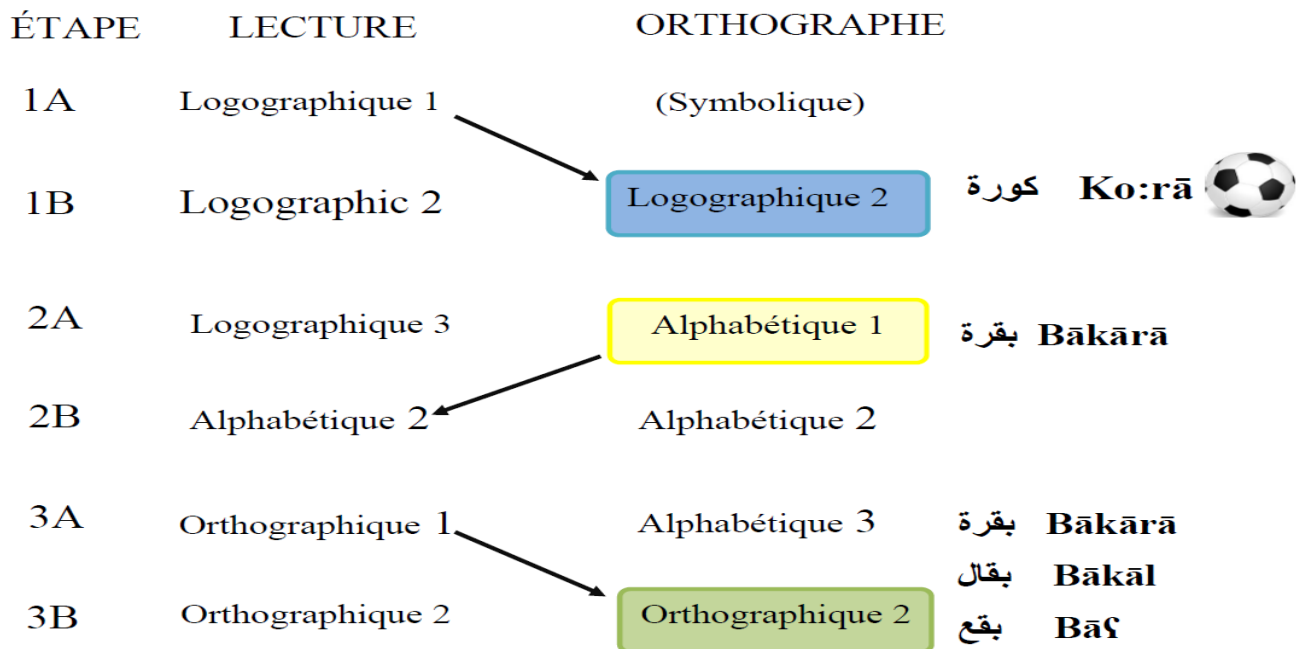 ÉTAPE LECTURE ORTHOGRAPHE
1A Logographique 1 (Symbolique)
1B Logographic 2 Logographique 2 كورة Ko:rā
2A Logographique 3 Alphabétique 1 بقرة Bākārā
2B Alphabétique 2 Alphabétique 2
3A Orthographique 1 Alphabétique 3 بقرة Bākārā
بقال Bākāl
3B Orthographique 2 Orthographique 2 بقع Bāʕ